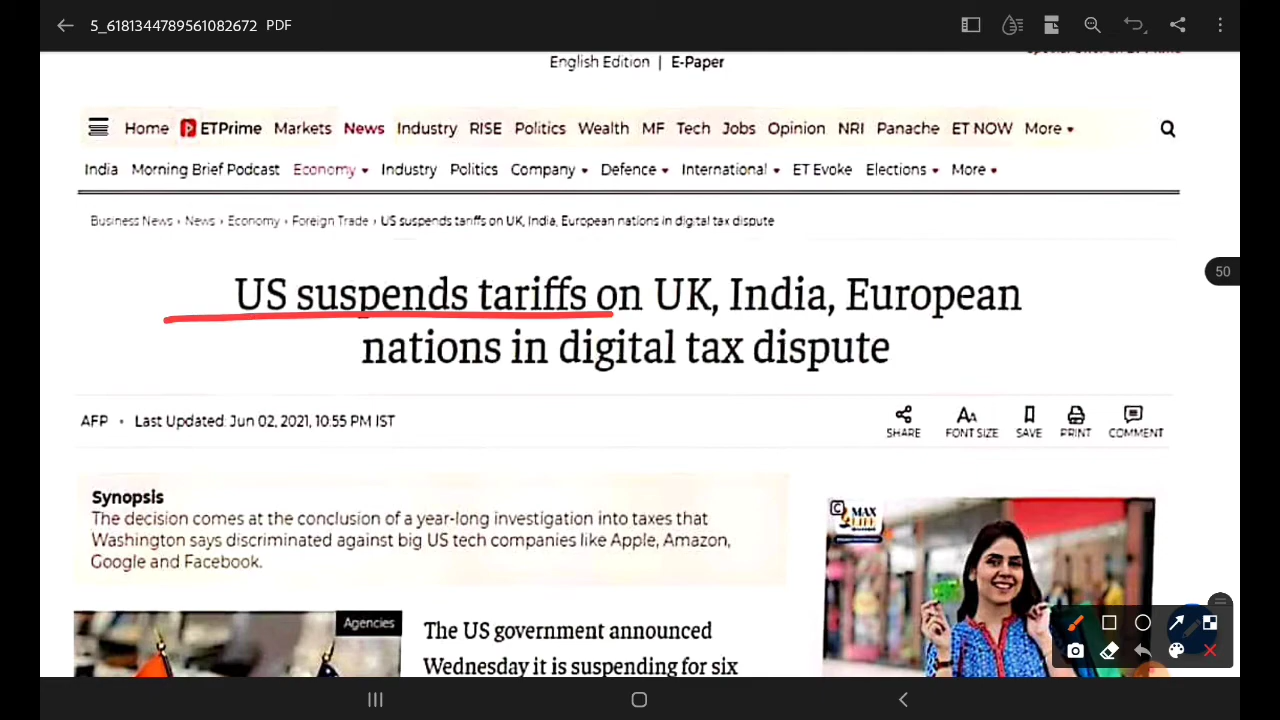 5_6181344789561082672 PDF
English Edition | E-Paper
Home ETPrime Markets News Industry RISE Politics Wealth MF Tech Jobs Opinion NRI Panache ET NOW More
India Morning Brief Podcast Economy Industry Politics Company Defence International ET Evoke Elections More
Business News › News › Economy › Foreign Trade › US suspends tariffs on UK, India, European nations in digital tax dispute
50
US suspends tariffs on UK, India, European
nations in digital tax dispute
AFP • Last Updated: Jun 02, 2021, 10:55 PM IST
SHARE FONT SIZE SAVE PRINT COMMENT
Synopsis
The decision comes at the conclusion of a year-long investigation into taxes that
Washington says discriminated against big US tech companies like Apple, Amazon,
Google and Facebook.
MAX
LIFE
Agencies
The US government announced
Wednesday it is suspending for six